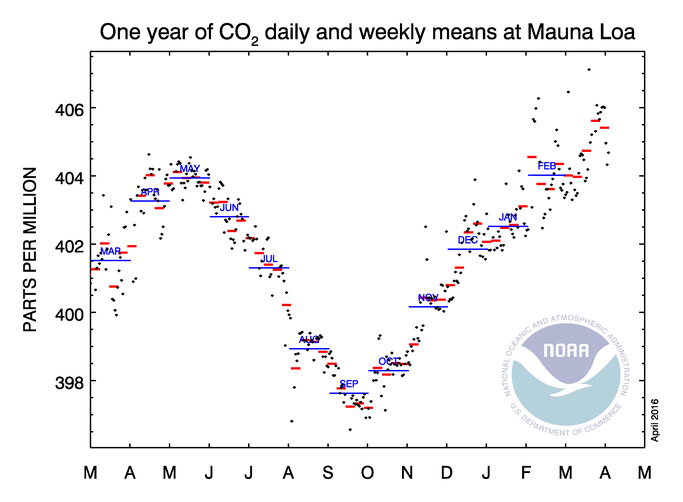 One year of CO2 daily and weekly means at Mauna Loa
PARTS PER MILLION
406
404
402
400
398
MAR
APR
MAY
JUN
JUL
AUG
SEP
OCT
NOV
DEC
JAN
FEB
M A M J J A S O N D J F M A M
NATIONAL OCEANIC AND ATMOSPHERIC ADMINISTRATION
NOAA
U.S. DEPARTMENT OF COMMERCE
April 2016